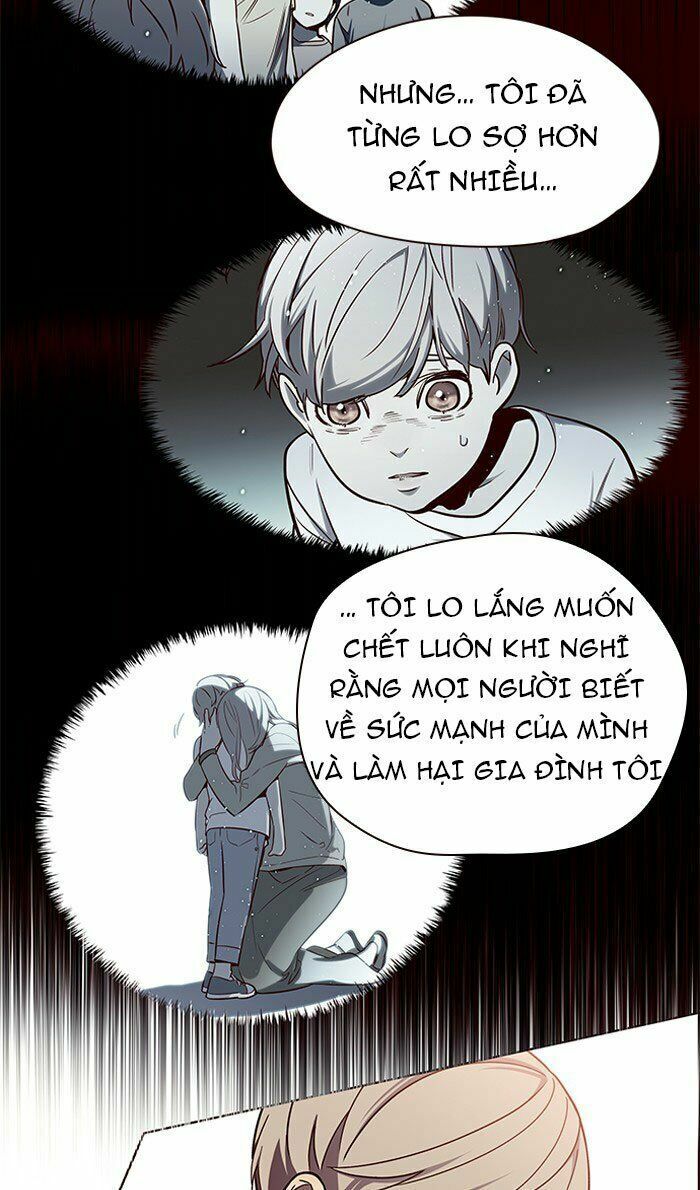 NHƯNG... TÔI ĐÃ
TỪNG LO SỢ HƠN
RẤT NHIỀU...
... TÔI LO LẮNG MUỐN
CHẾT LUÔN KHI NGHĨ
RẰNG MỌI NGƯỜI BIẾT
VỀ SỨC MẠNH CỦA MÌNH
VÀ LÀM HẠI GIA ĐÌNH TÔI